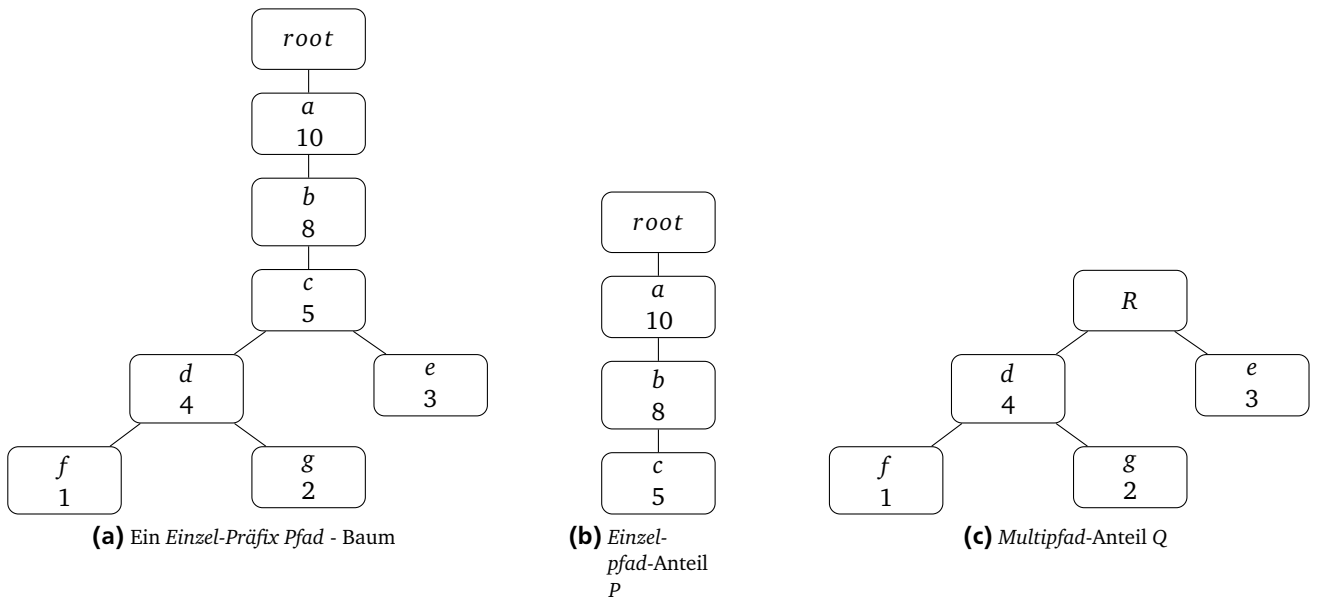 root
a
10
b
8
c
5
d
4
e
3
f
1
g
2
(a) Ein Einzel-Präfix Pfad - Baum
root
a
10
b
8
c
5
(b) Einzel-
pfad-Anteil
P
R
d
4
e
3
f
1
g
2
(c) Multipfad-Anteil Q